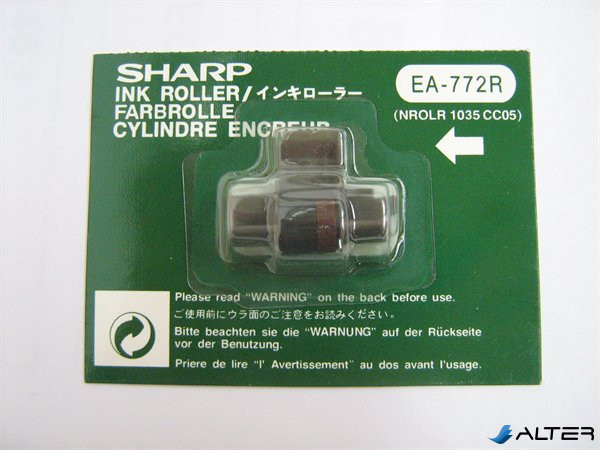 SHARP
INK ROLLER/インキローラー
FARBROLLE
CYLINDRE ENCREUR
EA-772R
(NROLR 1035 CC05)
Please read "WARNING" on the back before use.
ご使用前にウラ面のご注意をお読みください。
Bitte beachten sie die "WARNUNG" auf der Rückseite
vor der Benutzung.
Priere de lire "l' Avertissement" au dos avant l'usage.
ALTER